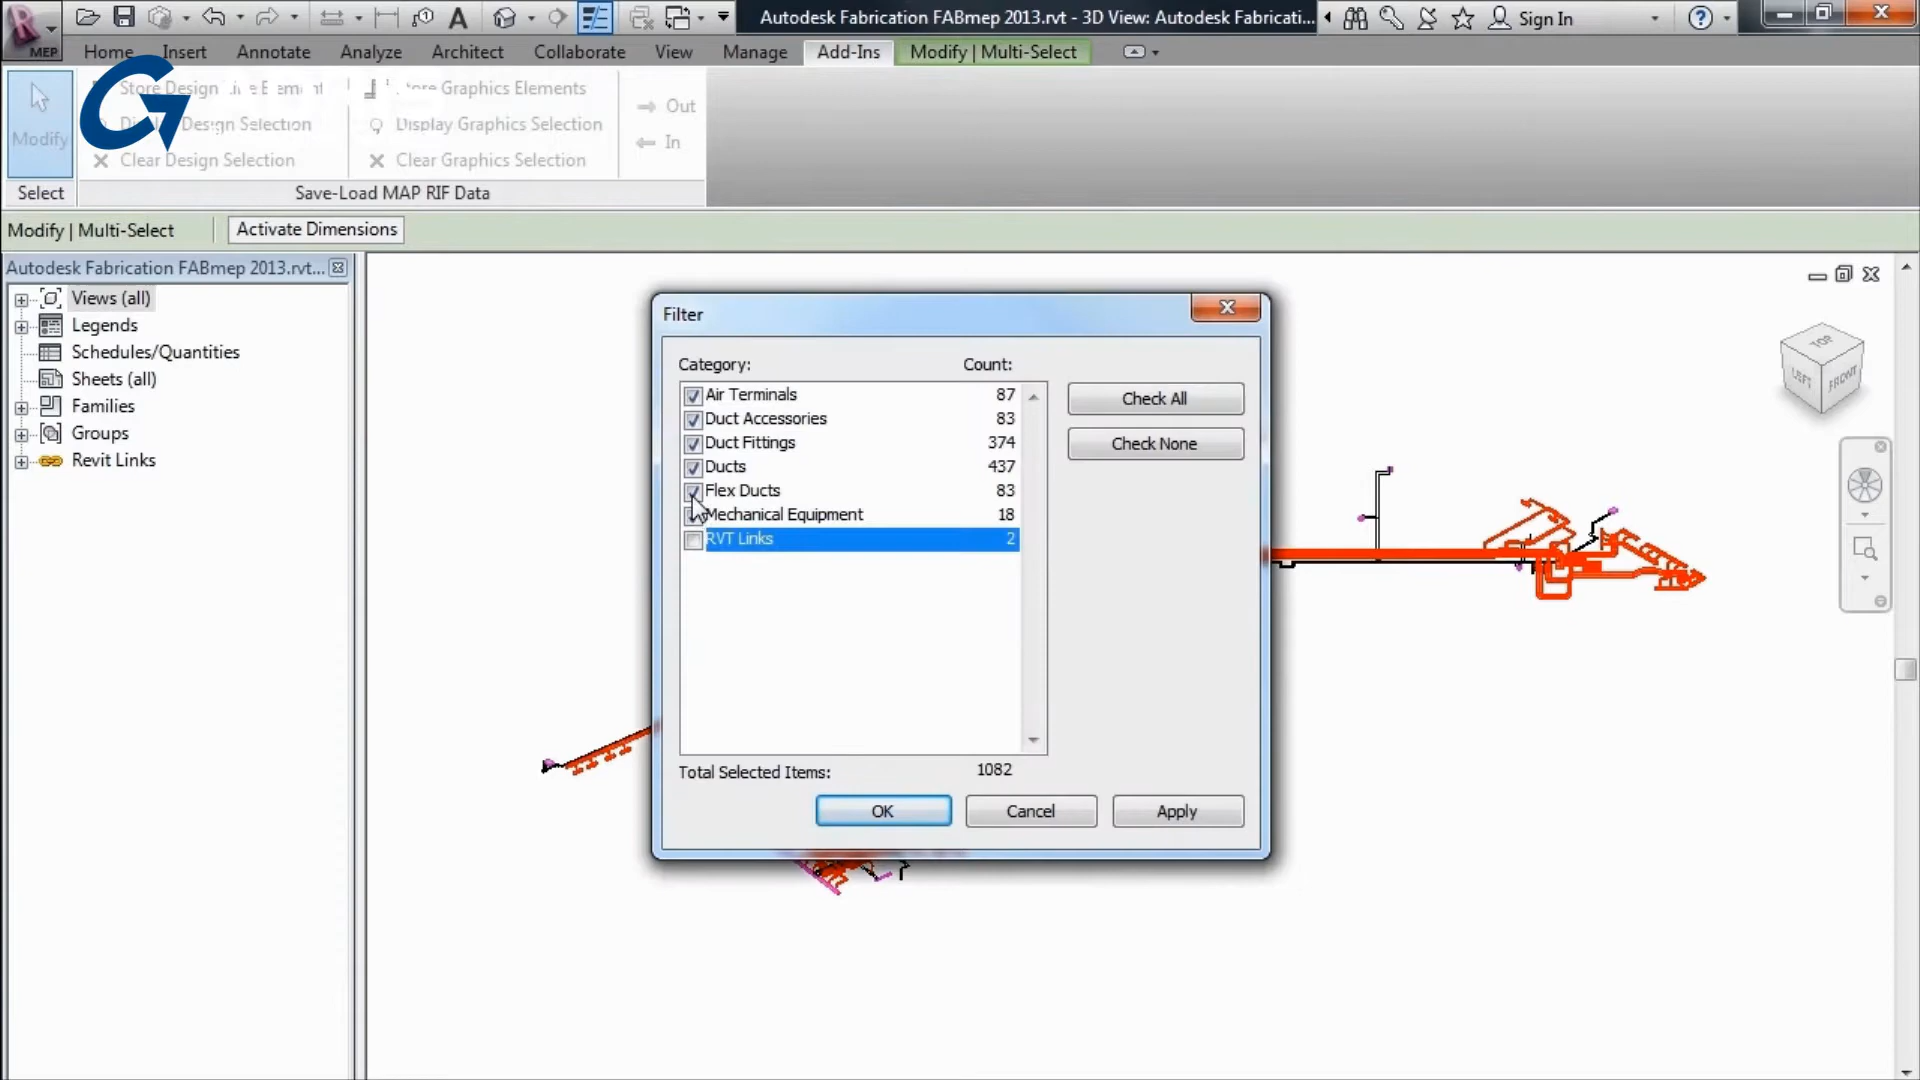 Autodesk Fabrication FABmep 2013.rvt - 3D View: Autodesk Fabricati...
Sign In
MEP
Home
Insert
Annotate
Analyze
Architect
Collaborate
View
Manage
Add-Ins
Modify | Multi-Select
Modify
Store Design
Design Selection
Clear Design Selection
Graphics Elements
Display Graphics Selection
Clear Graphics Selection
Out
In
Select
Save-Load MAP RIF Data
Modify | Multi-Select
Activate Dimensions
Autodesk Fabrication FABmep 2013.rvt...
Views (all)
Legends
Schedules/Quantities
Sheets (all)
Families
Groups
Revit Links
Filter
Category: Count:
Air Terminals 87
Duct Accessories 83
Duct Fittings 374
Ducts 437
Flex Ducts 83
Mechanical Equipment 18
RVT Links 2
Check All
Check None
Total Selected Items: 1082
OK
Cancel
Apply
TOP
LEFT
FRONT